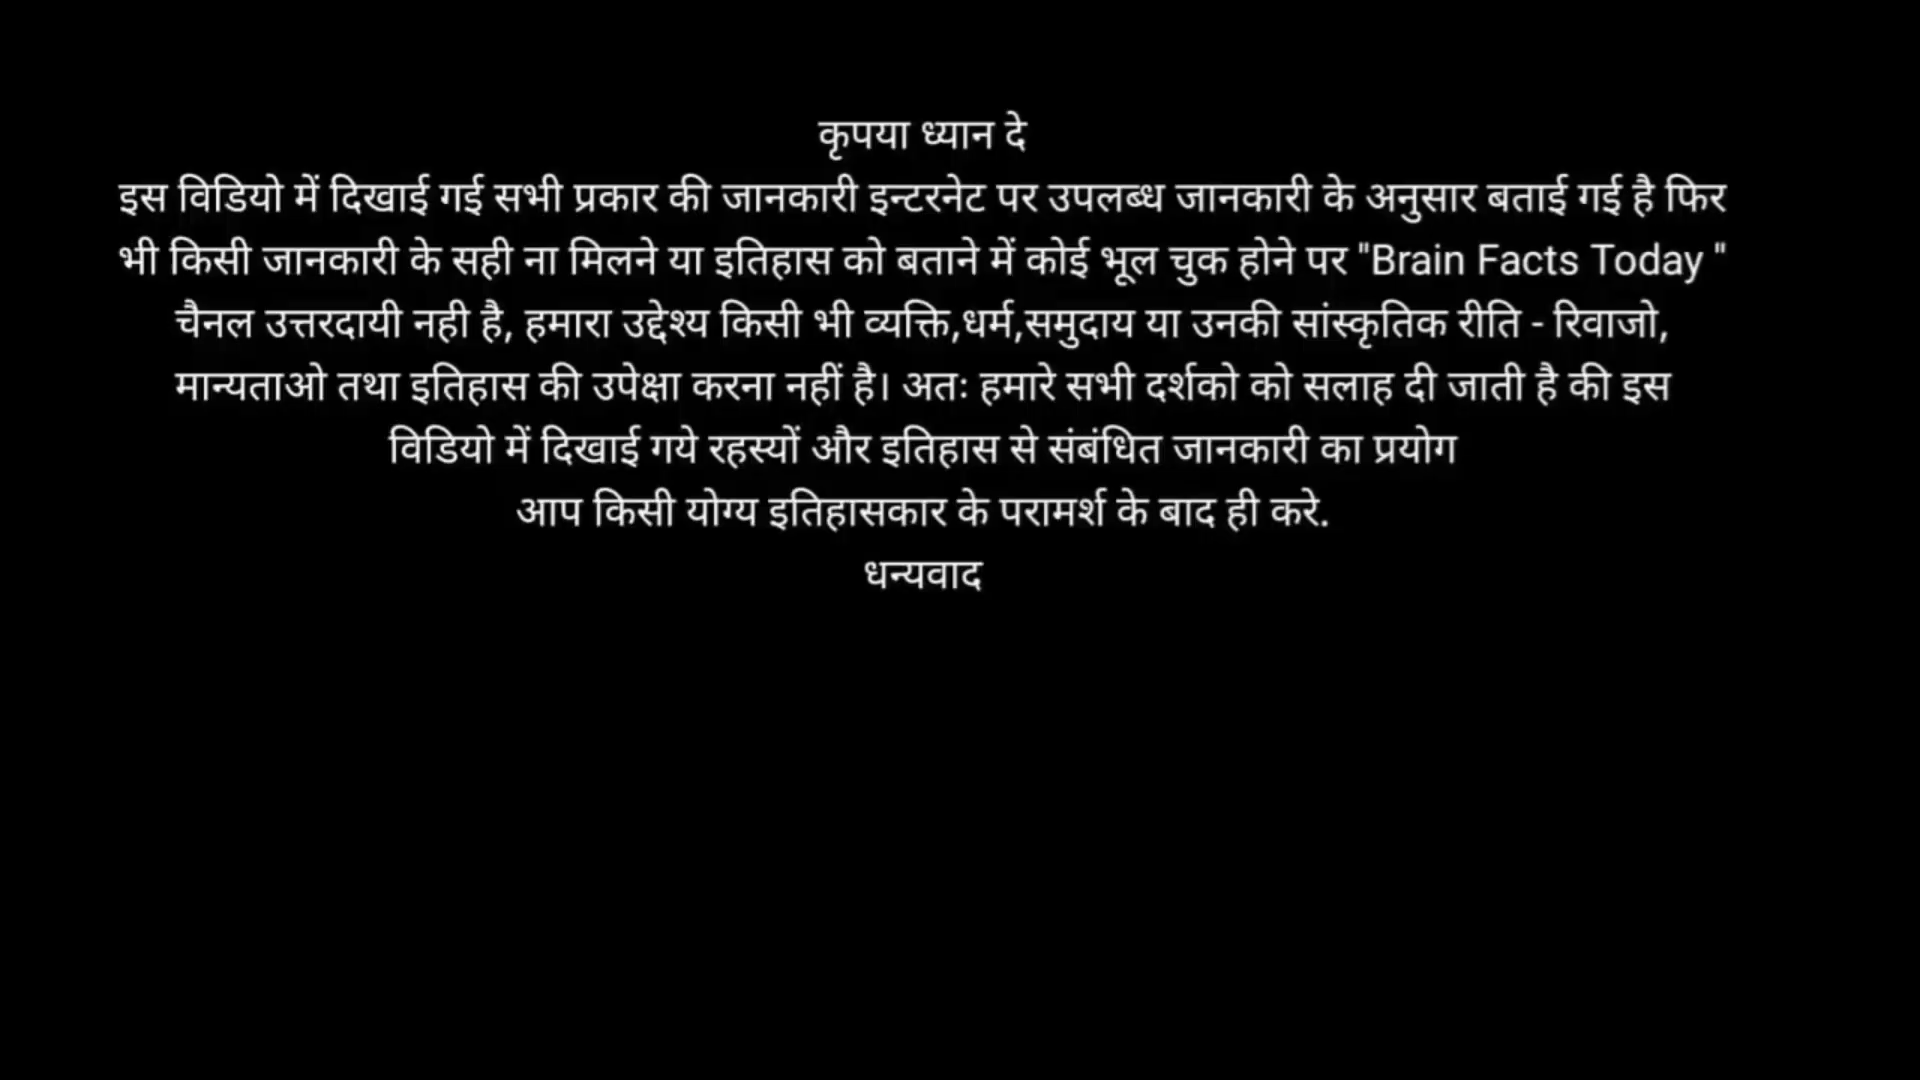 कृपया ध्यान दे
इस विडियो में दिखाई गई सभी प्रकार की जानकारी इन्टरनेट पर उपलब्ध जानकारी के अनुसार बताई गई है फिर
भी किसी जानकारी के सही ना मिलने या इतिहास को बताने में कोई भूल चुक होने पर "Brain Facts Today "
चैनल उत्तरदायी नही है, हमारा उद्देश्य किसी भी व्यक्ति,धर्म,समुदाय या उनकी सांस्कृतिक रीति - रिवाजो,
मान्यताओ तथा इतिहास की उपेक्षा करना नहीं है। अतः हमारे सभी दर्शको को सलाह दी जाती है की इस
विडियो में दिखाई गये रहस्यों और इतिहास से संबंधित जानकारी का प्रयोग
आप किसी योग्य इतिहासकार के परामर्श के बाद ही करे.
धन्यवाद